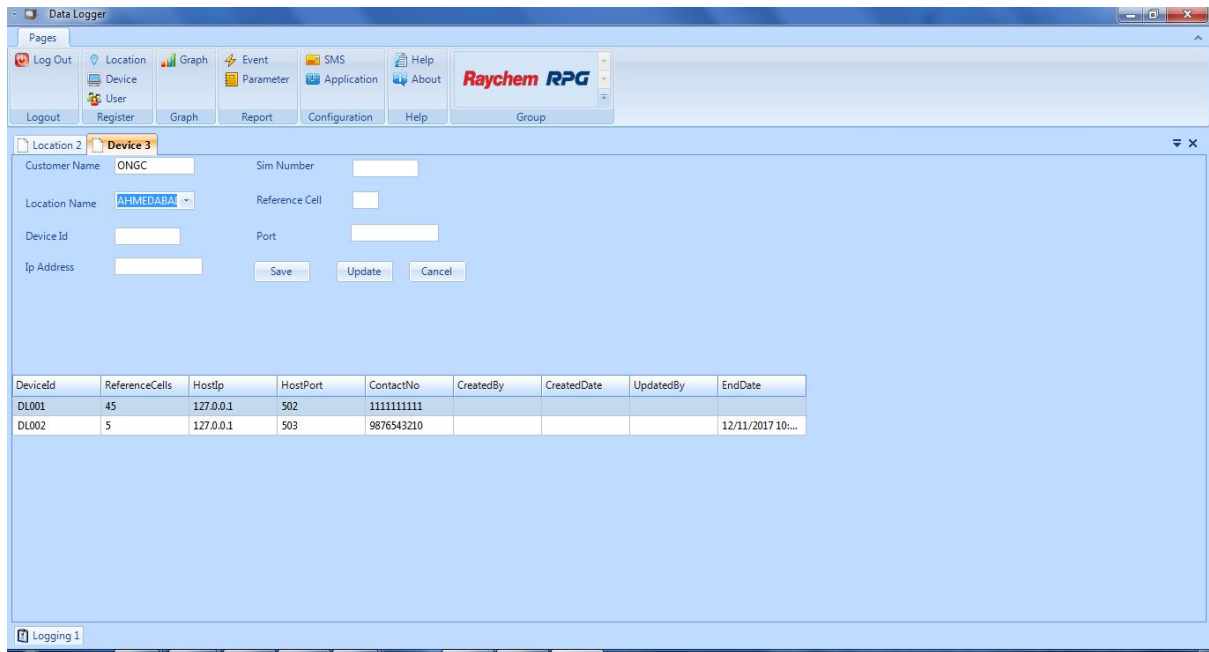 Data Logger
Pages
Log Out Location Graph Event SMS Help
Device Parameter Application About Raychem RPG
User
Logout Register Graph Report Configuration Help Group
Location 2 Device 3
Customer Name ONGC Sim Number
Location Name AHMEDABAD Reference Cell
Device Id Port
Ip Address Save Update Cancel
DeviceId ReferenceCells HostIp HostPort ContactNo CreatedBy CreatedDate UpdatedBy EndDate
DL001 45 127.0.0.1 502 1111111111
DL002 5 127.0.0.1 503 9876543210 12/11/2017 10:...
Logging 1